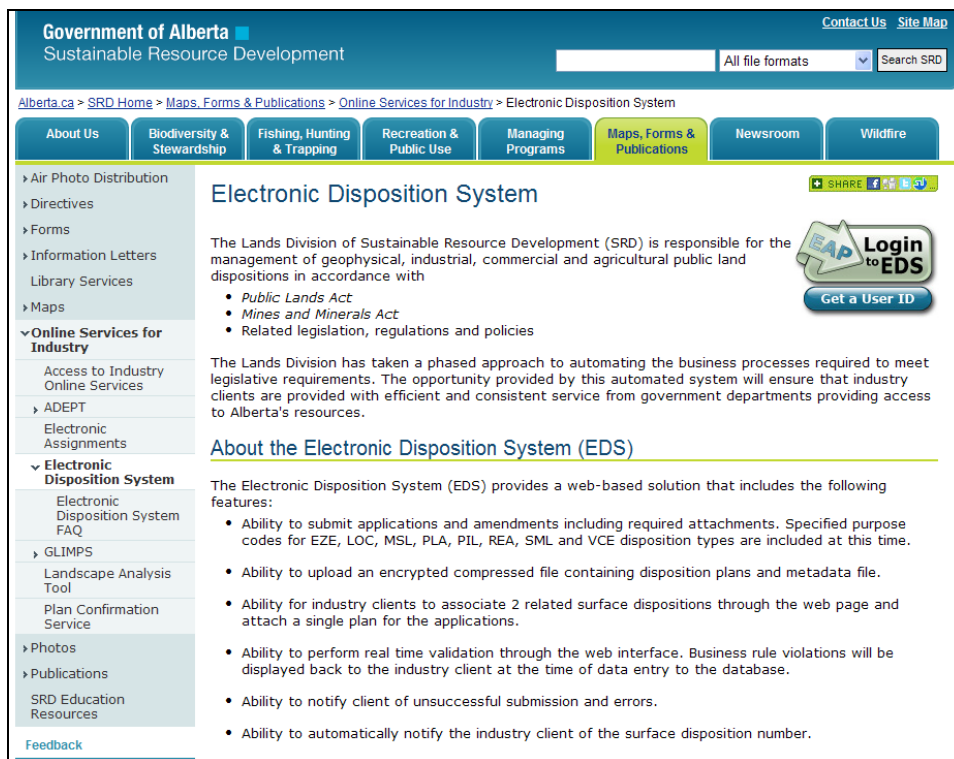 Contact Us Site Map
Government of Alberta
Sustainable Resource Development
All file formats
Search SRD
Alberta.ca > SRD Home > Maps, Forms & Publications > Online Services for Industry > Electronic Disposition System
About Us
Biodiversity &
Stewardship
Fishing, Hunting
& Trapping
Recreation &
Public Use
Managing
Programs
Maps, Forms &
Publications
Newsroom
Wildfire
Air Photo Distribution
Directives
Forms
Information Letters
Library Services
Maps
Online Services for
Industry
Access to Industry
Online Services
ADEPT
Electronic
Assignments
Electronic
Disposition System
Electronic
Disposition System
FAQ
GLIMPS
Landscape Analysis
Tool
Plan Confirmation
Service
Photos
Publications
SRD Education
Resources
Feedback
SHARE
Electronic Disposition System
EAP Login
to EDS
Get a User ID
The Lands Division of Sustainable Resource Development (SRD) is responsible for the
management of geophysical, industrial, commercial and agricultural public land
dispositions in accordance with
• Public Lands Act
• Mines and Minerals Act
• Related legislation, regulations and policies
The Lands Division has taken a phased approach to automating the business processes required to meet
legislative requirements. The opportunity provided by this automated system will ensure that industry
clients are provided with efficient and consistent service from government departments providing access
to Alberta's resources.
About the Electronic Disposition System (EDS)
The Electronic Disposition System (EDS) provides a web-based solution that includes the following
features:
• Ability to submit applications and amendments including required attachments. Specified purpose
codes for EZE, LOC, MSL, PLA, PIL, REA, SML and VCE disposition types are included at this time.
• Ability to upload an encrypted compressed file containing disposition plans and metadata file.
• Ability for industry clients to associate 2 related surface dispositions through the web page and
attach a single plan for the applications.
• Ability to perform real time validation through the web interface. Business rule violations will be
displayed back to the industry client at the time of data entry to the database.
• Ability to notify client of unsuccessful submission and errors.
• Ability to automatically notify the industry client of the surface disposition number.